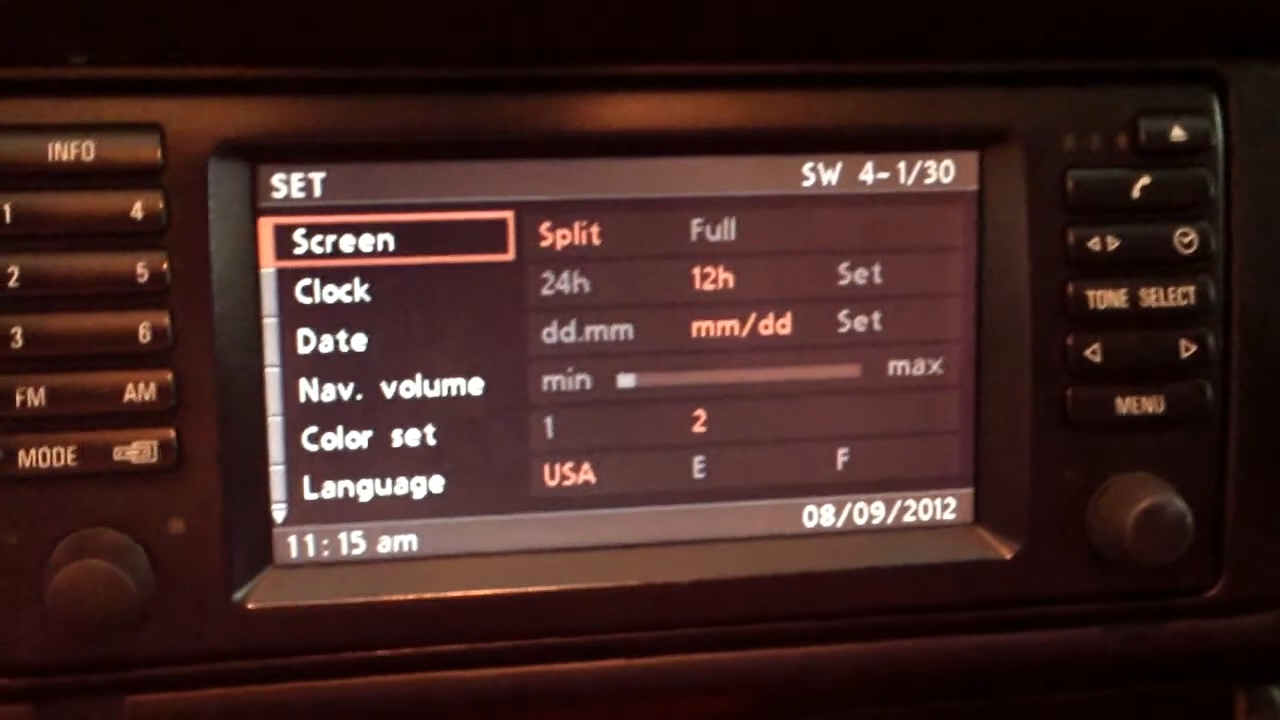 INFO
1 4
2 5
3 6
FM AM
MODE
SET SW 4-1/30
Screen Split Full
Clock 24h 12h Set
Date dd.mm mm/dd Set
Nav. volume min max
Color set 1 2
Language USA E F
11:15 am 08/09/2012
TONE SELECT
MENU